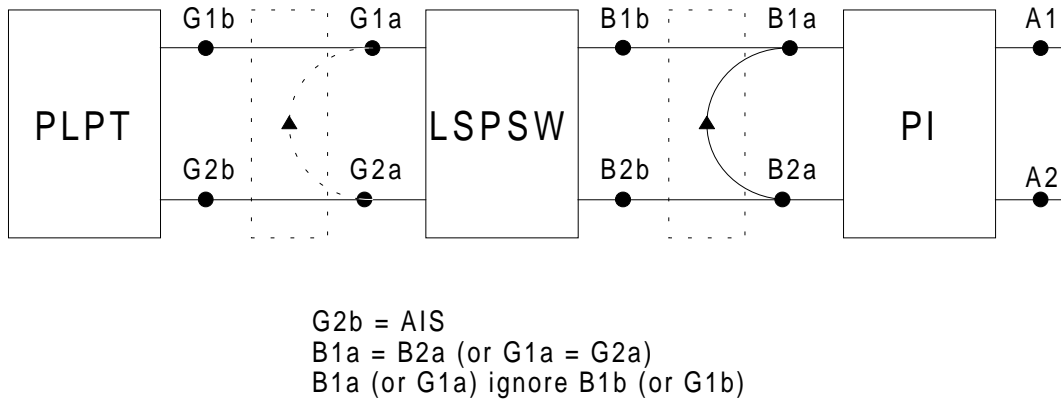 G1b G1a B1b B1a A1
PLPT LSPSW PI
G2b G2a B2b B2a A2
G2b = AIS
B1a = B2a (or G1a = G2a)
B1a (or G1a) ignore B1b (or G1b)